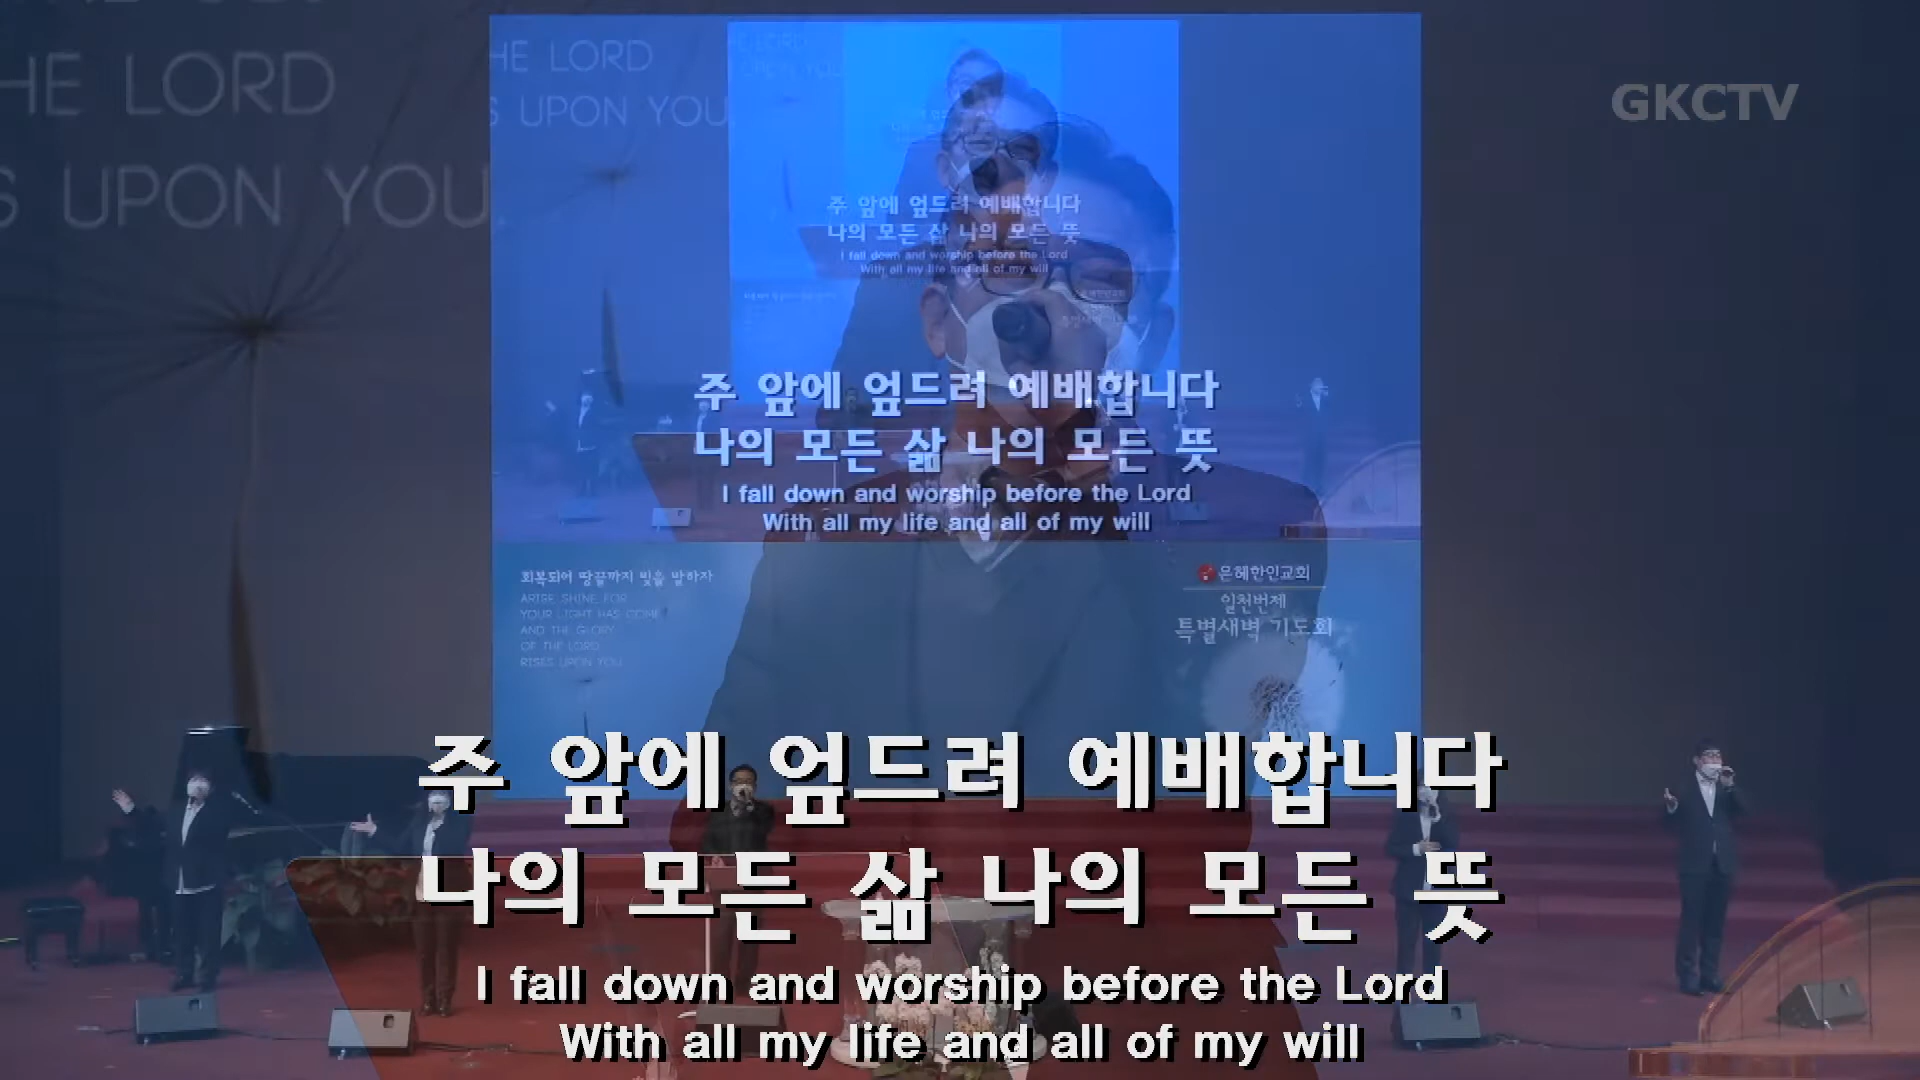 HE LORD
S UPON YOU
HE LORD
S UPON YOU.
GKCTV
주 앞에 엎드려 예배합니다
나의 모든 삶 나의 모든 뜻
I fall down and worship before the Lord
With all my life and all of my will
주 앞에 엎드려 예배합니다
나의 모든 삶 나의 모든 뜻
I fall down and worship before the Lord
With all my life and all of my will
회복되어 땅끝까지 빛을 발하자
ARISE, SHINE, FOR
YOUR LIGHT HAS COME,
AND THE GLORY
OF THE LORD
RISES UPON YOU.
은혜한인교회
일천번제
특별새벽 기도회
주 앞에 엎드려 예배합니다
나의 모든 삶 나의 모든 뜻
I fall down and worship before the Lord
With all my life and all of my will